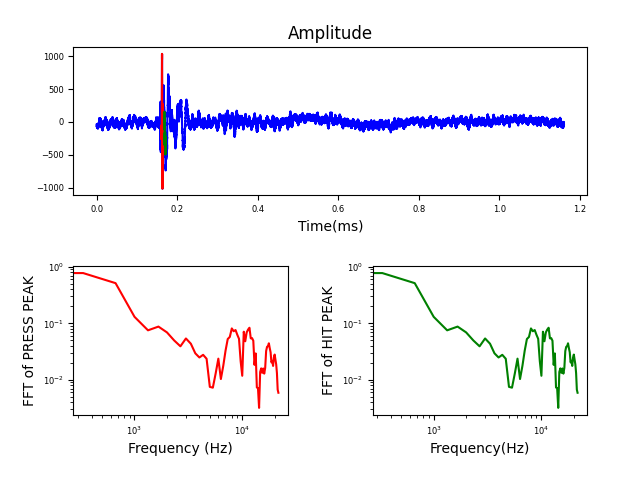 Amplitude
1000
500
0
−500
−1000
0.0 0.2 0.4 0.6 0.8 1.0 1.2
Time(ms)
FFT of PRESS PEAK
10⁰
10⁻¹
10⁻²
10³ 10⁴
Frequency (Hz)
FFT of HIT PEAK
10⁰
10⁻¹
10⁻²
10³ 10⁴
Frequency(Hz)